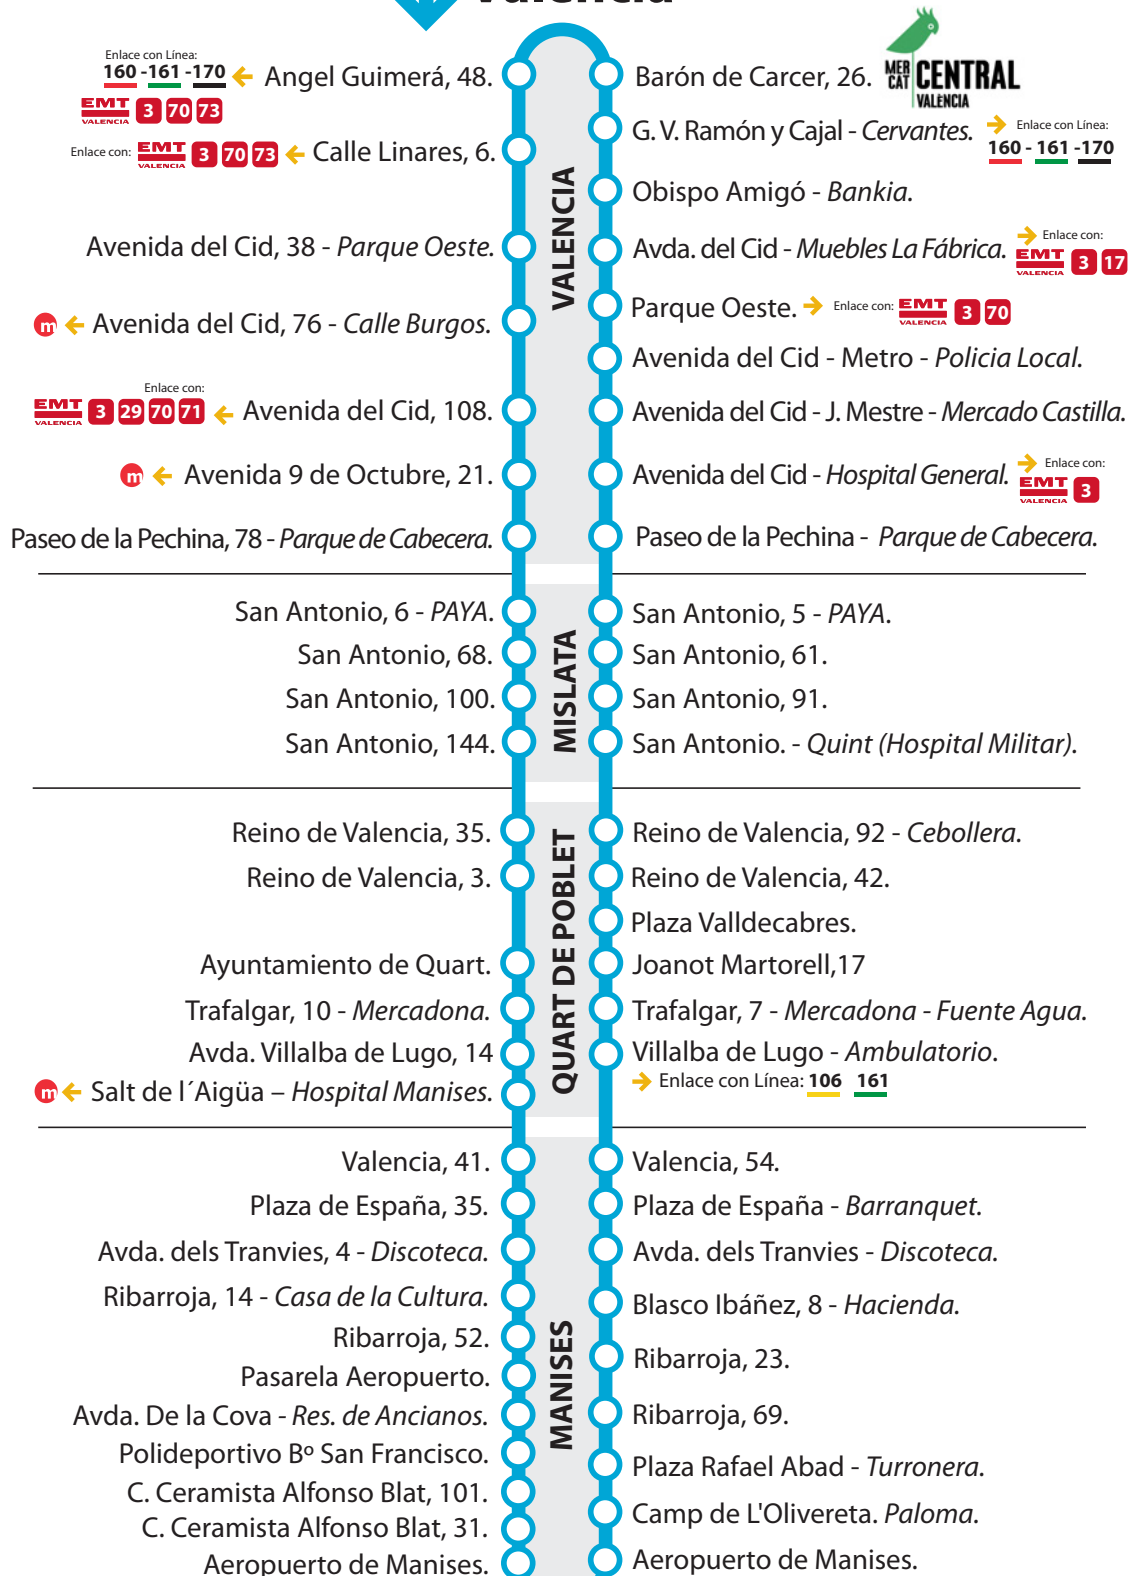 Valencia
Enlace con Línea:
160 -161 -170
Angel Guimerá, 48.
EMT VALENCIA 3 70 73
Enlace con: EMT VALENCIA 3 70 73
Calle Linares, 6.
Avenida del Cid, 38 - Parque Oeste.
m
Avenida del Cid, 76 - Calle Burgos.
Enlace con:
EMT VALENCIA 3 29 70 71
Avenida del Cid, 108.
m
Avenida 9 de Octubre, 21.
Paseo de la Pechina, 78 - Parque de Cabecera.
VALENCIA
Barón de Carcer, 26.
MERCAT CENTRAL
VALÈNCIA
G. V. Ramón y Cajal - Cervantes.
Enlace con Línea:
160 - 161 -170
Obispo Amigó - Bankia.
Avda. del Cid - Muebles La Fábrica.
Enlace con:
EMT VALENCIA 3 17
Parque Oeste.
Enlace con: EMT VALENCIA 3 70
Avenida del Cid - Metro - Policia Local.
Avenida del Cid - J. Mestre - Mercado Castilla.
Avenida del Cid - Hospital General.
Enlace con:
EMT VALENCIA 3
Paseo de la Pechina - Parque de Cabecera.
San Antonio, 6 - PAYA.
San Antonio, 68.
San Antonio, 100.
San Antonio, 144.
MISLATA
San Antonio, 5 - PAYA.
San Antonio, 61.
San Antonio, 91.
San Antonio. - Quint (Hospital Militar).
Reino de Valencia, 35.
Reino de Valencia, 3.
Ayuntamiento de Quart.
Trafalgar, 10 - Mercadona.
Avda. Villalba de Lugo, 14
m
Salt de l´Aigüa – Hospital Manises.
QUART DE POBLET
Reino de Valencia, 92 - Cebollera.
Reino de Valencia, 42.
Plaza Valldecabres.
Joanot Martorell,17
Trafalgar, 7 - Mercadona - Fuente Agua.
Villalba de Lugo - Ambulatorio.
Enlace con Línea: 106 161
Valencia, 41.
Plaza de España, 35.
Avda. dels Tranvies, 4 - Discoteca.
Ribarroja, 14 - Casa de la Cultura.
Ribarroja, 52.
Pasarela Aeropuerto.
Avda. De la Cova - Res. de Ancianos.
Polideportivo Bº San Francisco.
C. Ceramista Alfonso Blat, 101.
C. Ceramista Alfonso Blat, 31.
Aeropuerto de Manises.
MANISES
Valencia, 54.
Plaza de España - Barranquet.
Avda. dels Tranvies - Discoteca.
Blasco Ibáñez, 8 - Hacienda.
Ribarroja, 23.
Ribarroja, 69.
Plaza Rafael Abad - Turronera.
Camp de L'Olivereta. Paloma.
Aeropuerto de Manises.